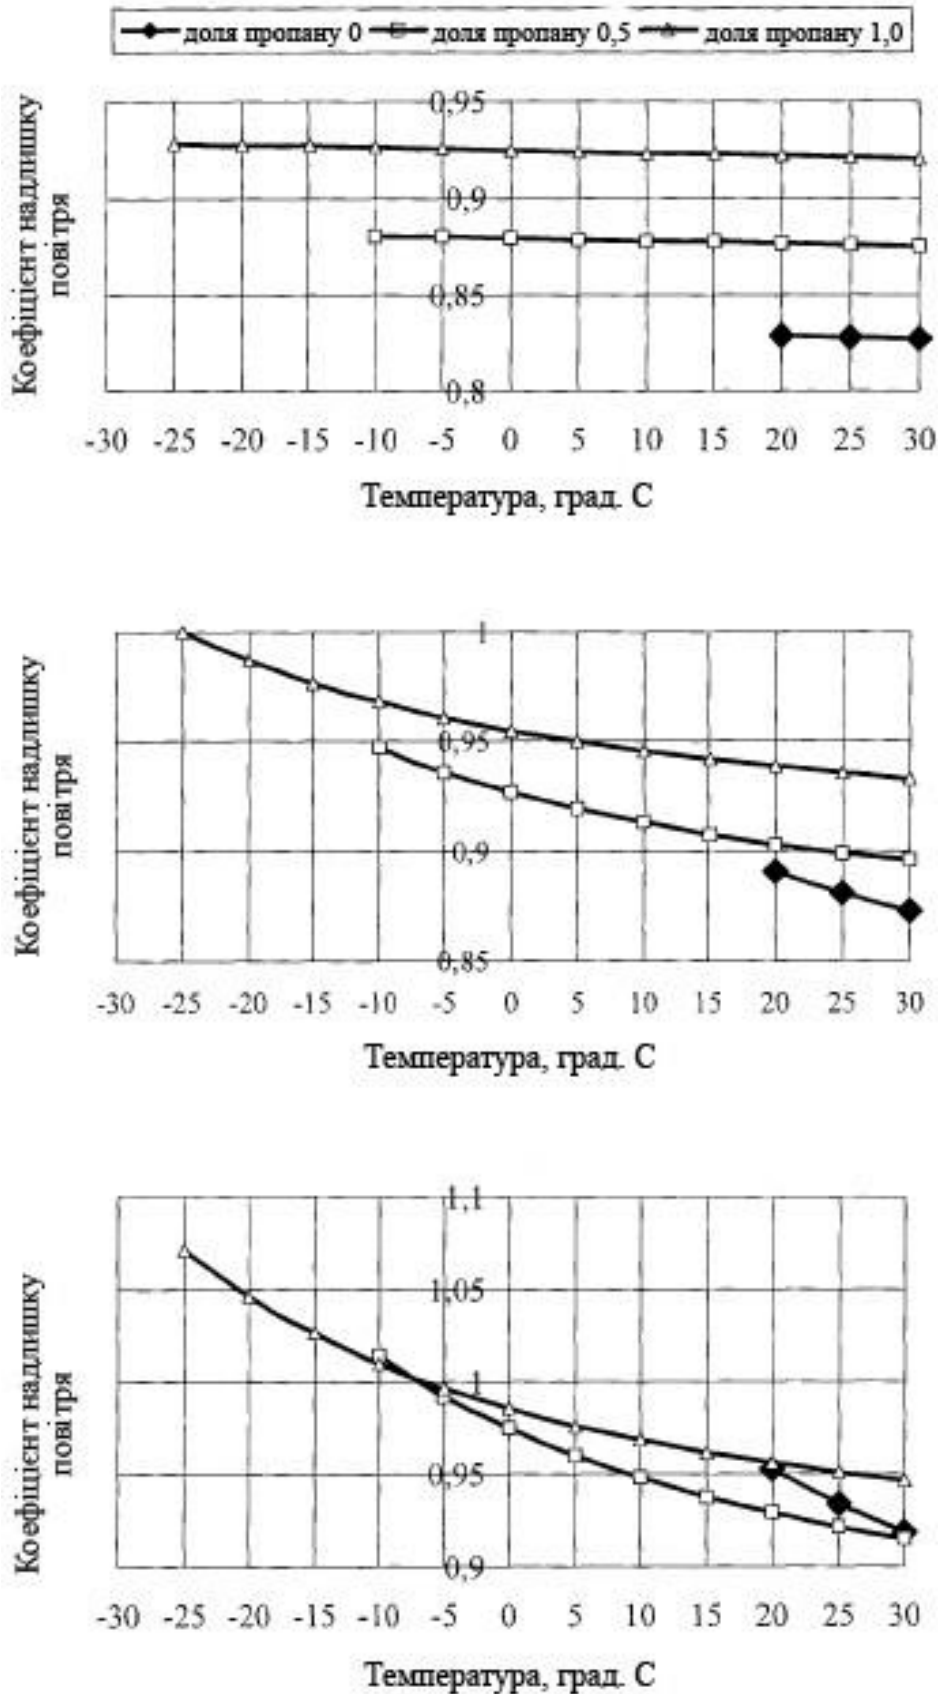 доля пропану 0 доля пропану 0,5 доля пропану 1,0
Коефіцієнт надлишку
повітря
0,95
0,9
0,85
0,8
-30 -25 -20 -15 -10 -5 0 5 10 15 20 25 30
Температура, град. С
Коефіцієнт надлишку
повітря
1
0,95
0,9
0,85
-30 -25 -20 -15 -10 -5 0 5 10 15 20 25 30
Температура, град. С
Коефіцієнт надлишку
повітря
1,1
1,05
1
0,95
0,9
-30 -25 -20 -15 -10 -5 0 5 10 15 20 25 30
Температура, град. С